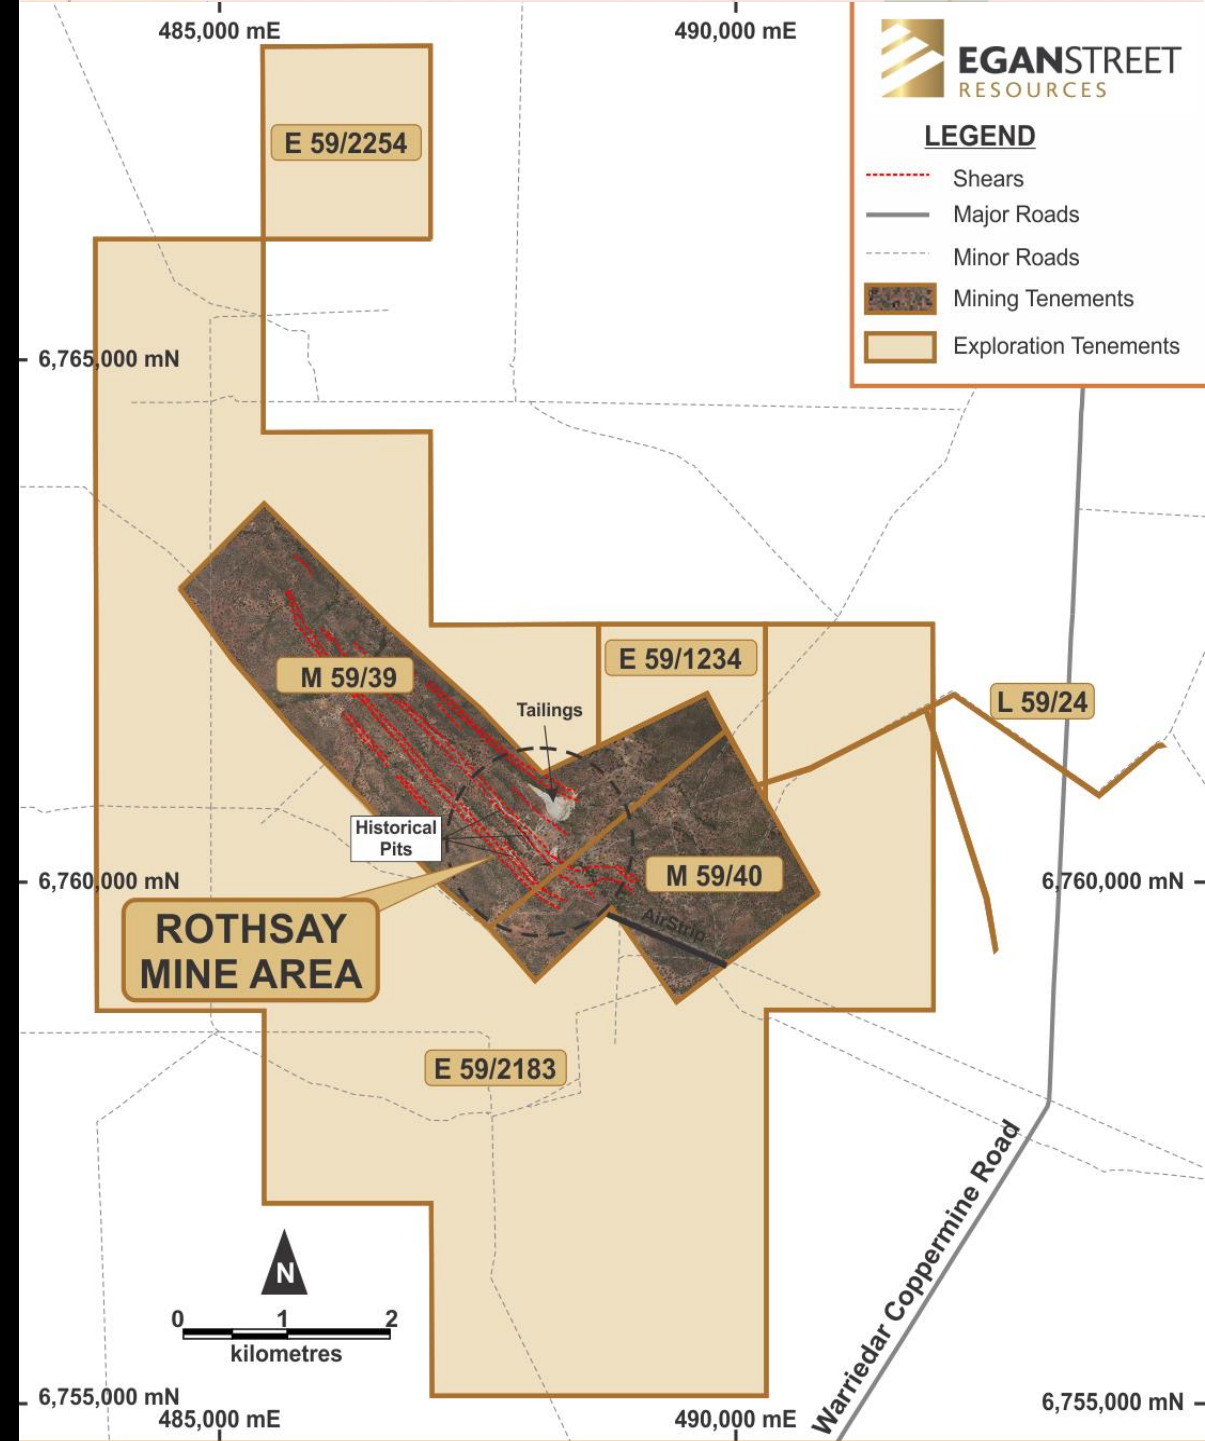 485,000 mE
490,000 mE
EGANSTREET
RESOURCES
LEGEND
Shears
Major Roads
Minor Roads
Mining Tenements
Exploration Tenements
E 59/2254
6,765,000 mN
E 59/1234
M 59/39
L 59/24
Tailings
Historical
Pits
M 59/40
6,760,000 mN
6,760,000 mN
AirStrip
ROTHSAY
MINE AREA
E 59/2183
Warriedar Coppermine Road
N
0 1 2
kilometres
6,755,000 mN
6,755,000 mN
485,000 mE
490,000 mE